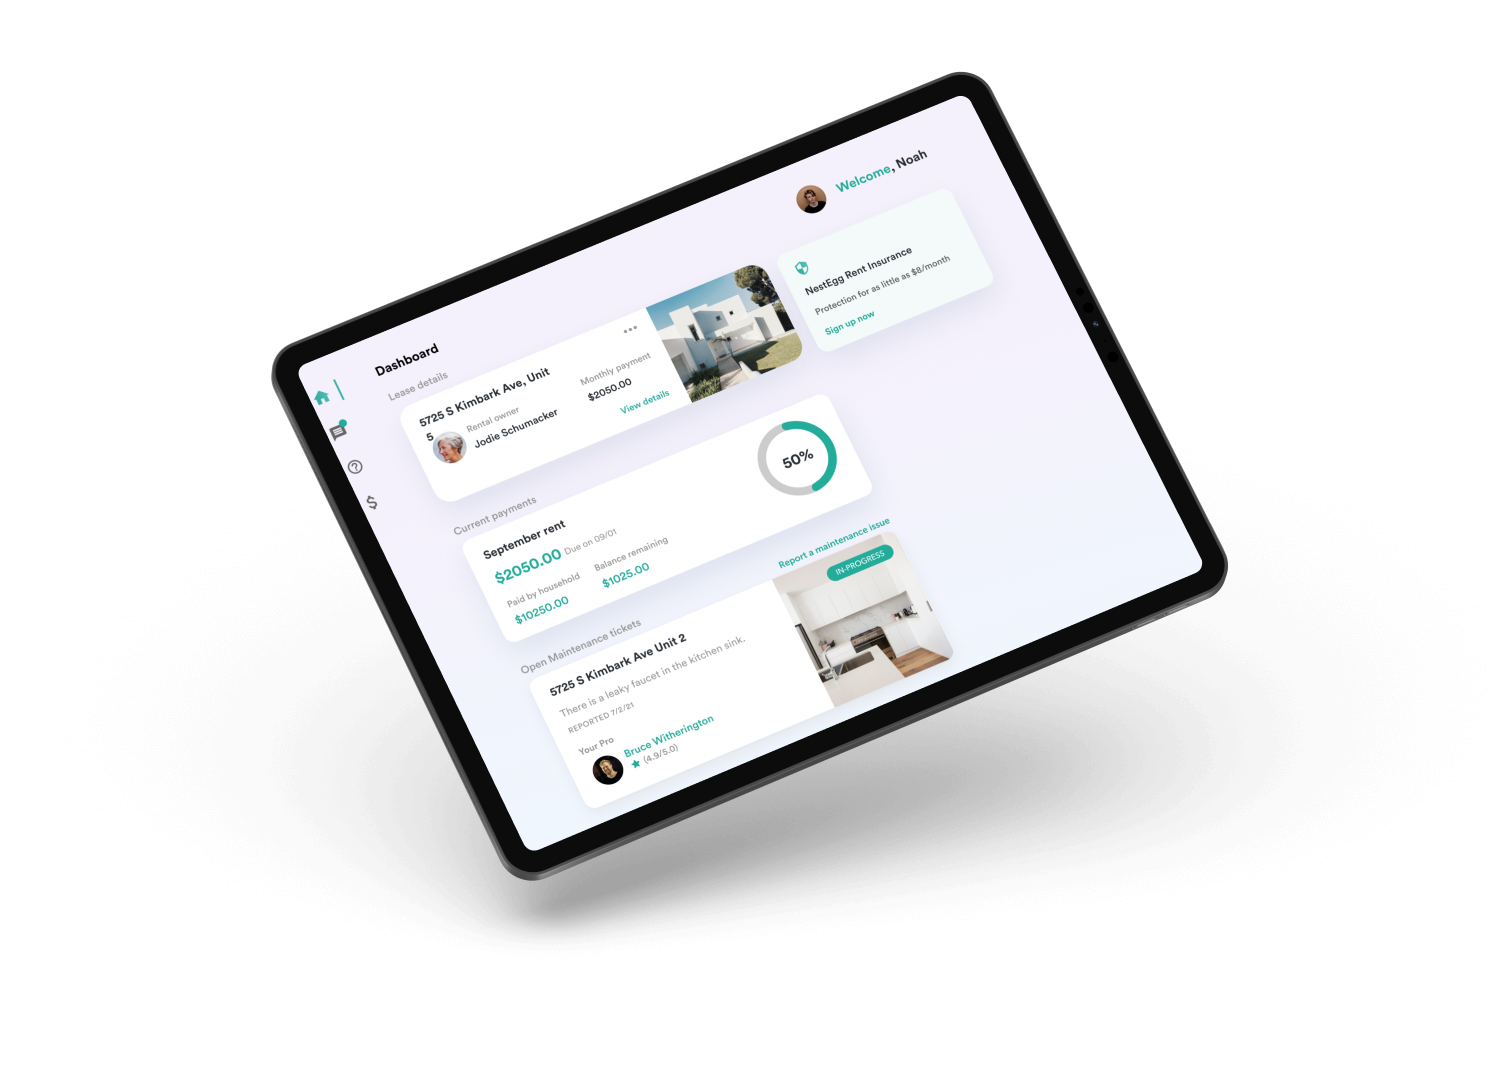 Welcome, Noah
NestEgg Rent Insurance
Protection for as little as $8/month
Sign up now
Dashboard
Lease details
5725 S Kimbark Ave, Unit
5
Rental owner
Jodie Schumacker
Monthly payment
$2050.00
View details
Current payments
September rent
$2050.00 Due on 09/01
Paid by household
$10250.00
Balance remaining
$1025.00
50%
Open Maintenance tickets
Report a maintenance issue
5725 S Kimbark Ave Unit 2
There is a leaky faucet in the kitchen sink.
REPORTED 7/2/21
Your Pro
Bruce Witherington
(4.9/5.0)
IN-PROGRESS